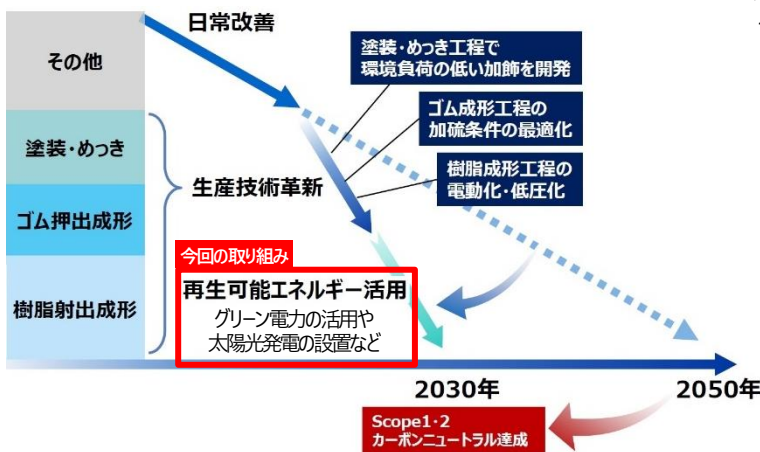 日常改善
その他
塗装・めっき工程で
環境負荷の低い加飾を開発
ゴム成形工程の
加硫条件の最適化
塗装・めっき
樹脂成形工程の
電動化・低圧化
生産技術革新
ゴム押出成形
今回の取り組み
再生可能エネルギー活用
グリーン電力の活用や
太陽光発電の設置など
樹脂射出成形
2030年
2050年
Scope1・2
カーボンニュートラル達成